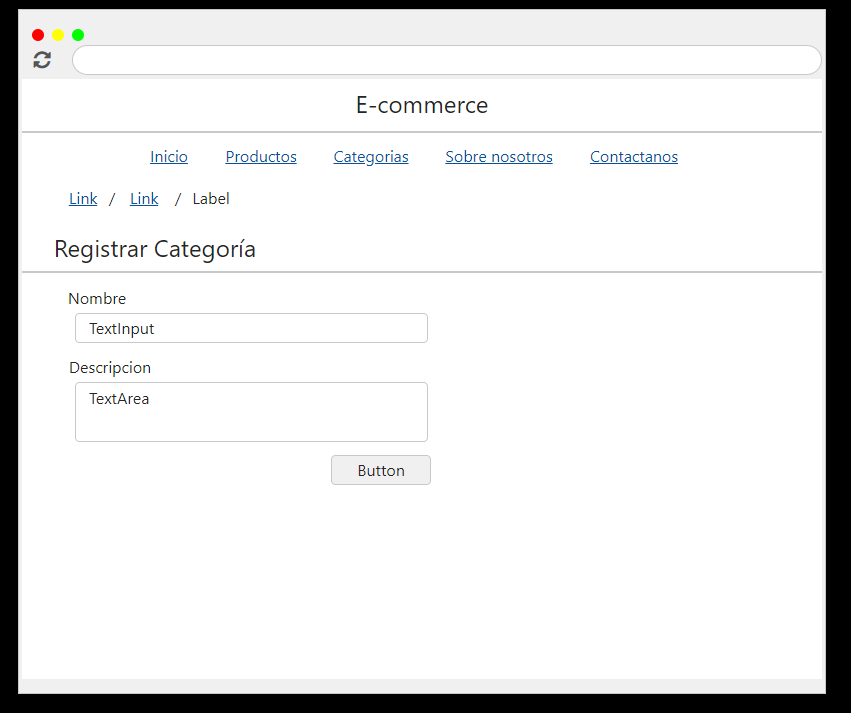 E-commerce
Inicio Productos Categorias Sobre nosotros Contactanos
Link / Link / Label
Registrar Categoría
Nombre
TextInput
Descripcion
TextArea
Button